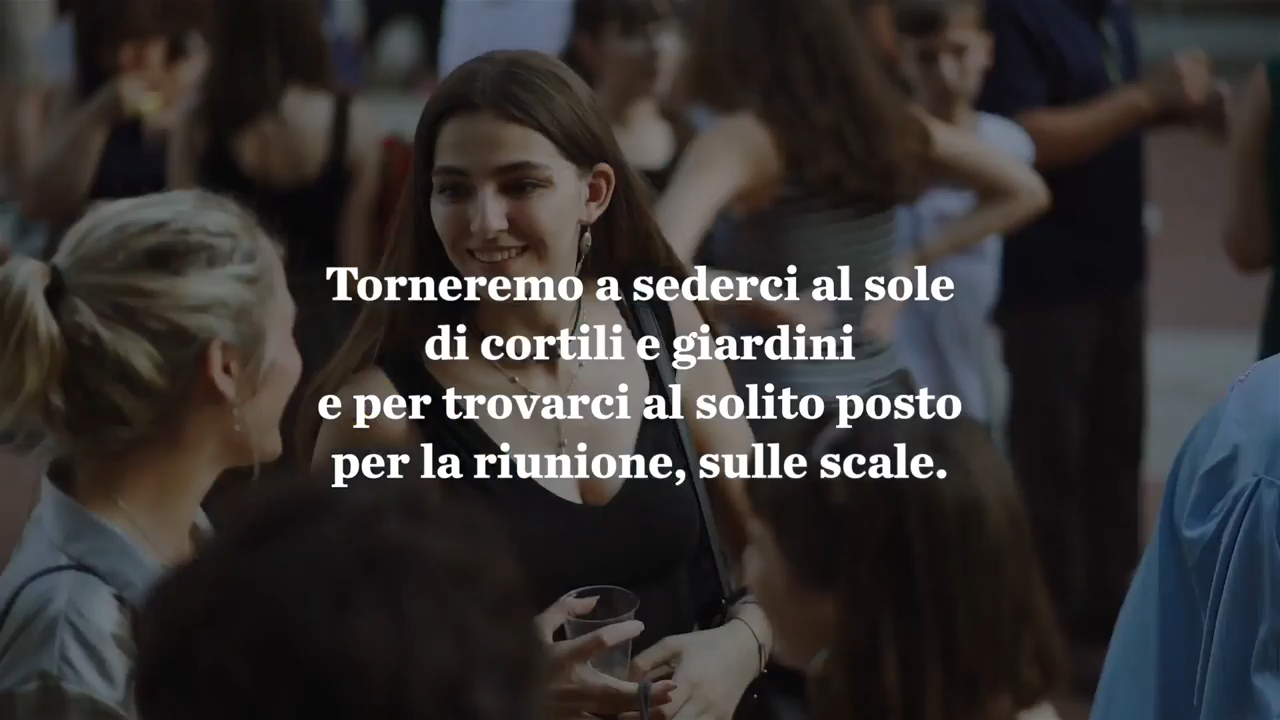 Torneremo a sederci al sole
di cortili e giardini
e per trovarci al solito posto
per la riunione, sulle scale.